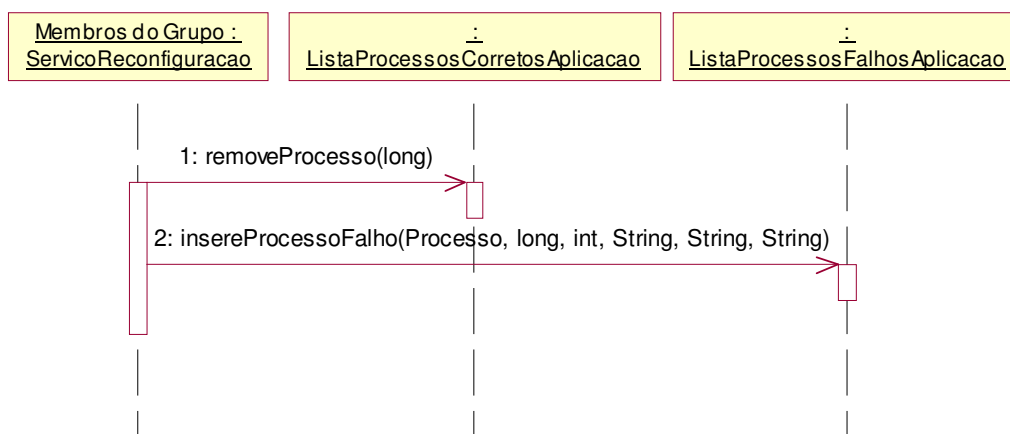 Membros do Grupo :
ServicoReconfiguracao
:
ListaProcessosCorretosAplicacao
:
ListaProcessosFalhosAplicacao
1: removeProcesso(long)
2: insereProcessoFalho(Processo, long, int, String, String, String)